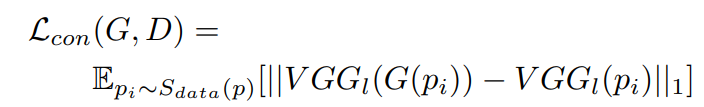 𝓛_{con}(G, D) =
𝔼_{p_i∼S_{data}(p)}[||VGG_l(G(p_i)) − VGG_l(p_i)||_1]